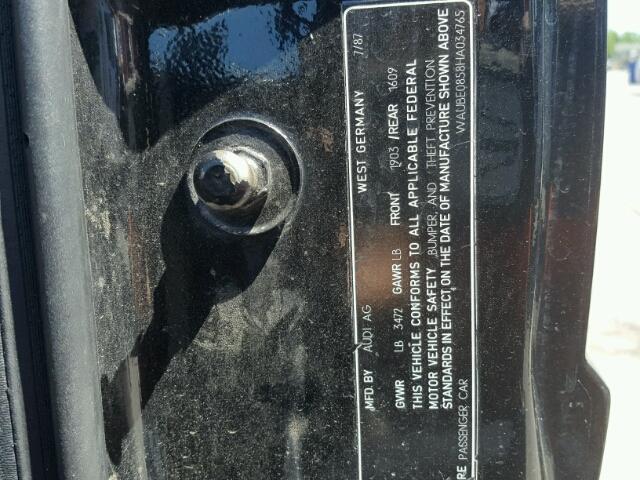 MFD. BY AUDI AG WEST GERMANY 7/87
GVWR LB 3472 GAWR LB FRONT 1903 /REAR 1609
THIS VEHICLE CONFORMS TO ALL APPLICABLE FEDERAL
MOTOR VEHICLE SAFETY, BUMPER, AND THEFT PREVENTION
STANDARDS IN EFFECT ON THE DATE OF MANUFACTURE SHOWN ABOVE
RE PASSENGER CAR WAUBE0858HA034765